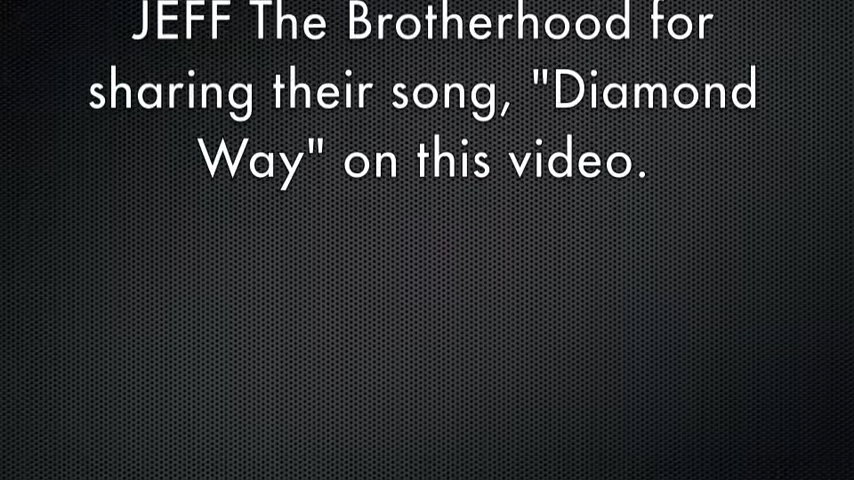 JEFF The Brotherhood for
sharing their song, "Diamond
Way" on this video.